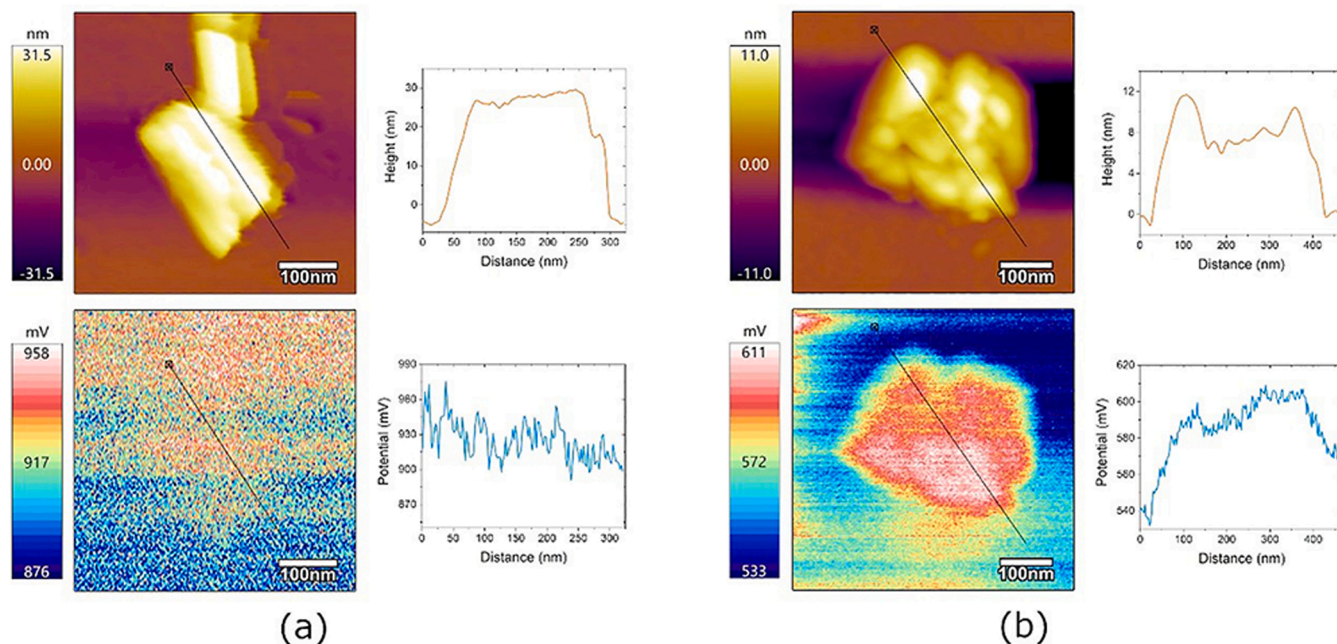 nm
31.5
0.00
-31.5
100nm
Height (nm)
30
20
10
0
0 50 100 150 200 250 300
Distance (nm)
mV
958
917
876
100nm
Potential (mV)
990
960
930
900
870
0 50 100 150 200 250 300
Distance (nm)
(a)
nm
11.0
0.00
-11.0
100nm
Height (nm)
12
8
4
0
0 100 200 300 400
Distance (nm)
mV
611
572
533
100nm
Potential (mV)
620
600
580
560
540
0 100 200 300 400
Distance (nm)
(b)